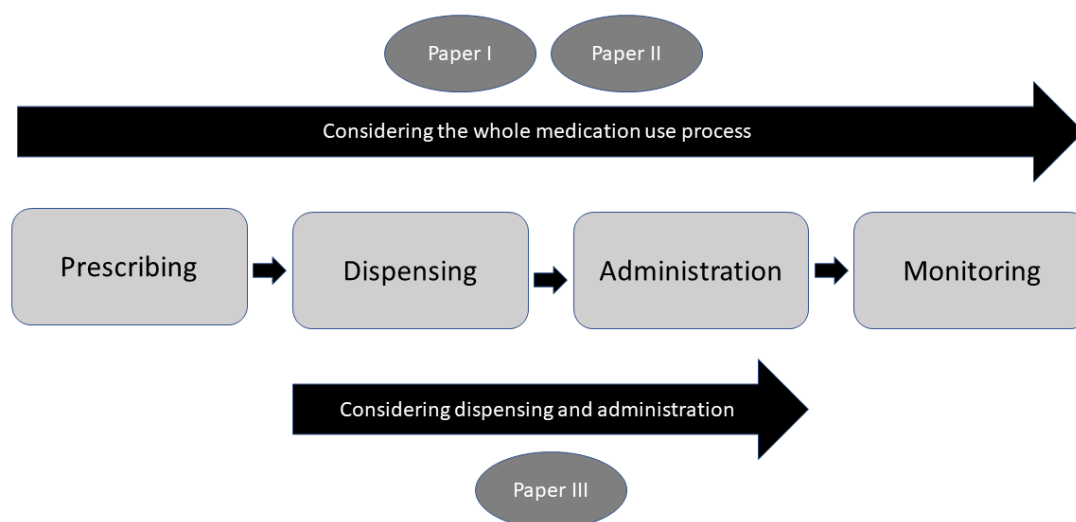 Paper I
Paper II
Considering the whole medication use process
Prescribing
Dispensing
Administration
Monitoring
Considering dispensing and administration
Paper III